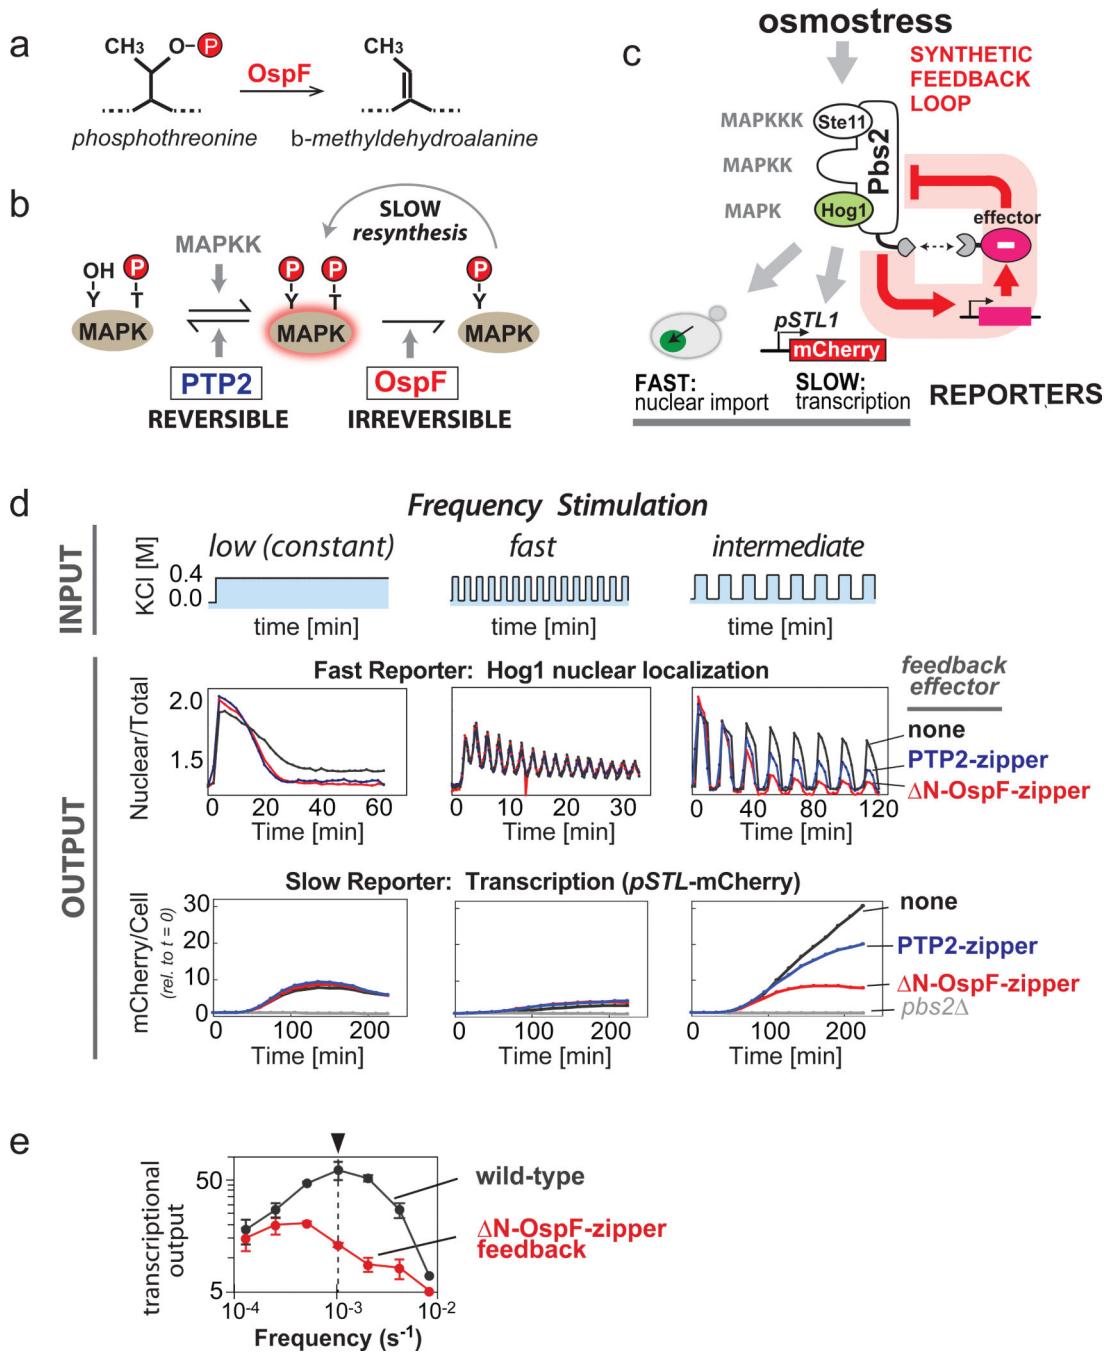 a
CH3
O
P
OspF
CH3
phosphothreonine
b-methyldehydroalanine
b
SLOW
resynthesis
MAPKK
OH
P
Y
T
MAPK
P
P
Y
T
MAPK
P
Y
T
MAPK
PTP2
REVERSIBLE
OspF
IRREVERSIBLE
c
osmostress
SYNTHETIC
FEEDBACK
LOOP
MAPKKK
Ste11
Pbs2
MAPKK
MAPK
Hog1
effector
pSTL1
mCherry
FAST:
nuclear import
SLOW:
transcription
REPORTERS
d
Frequency Stimulation
INPUT
low (constant)
fast
intermediate
KCl [M]
0.4
0.0
time [min]
time [min]
time [min]
OUTPUT
Fast Reporter: Hog1 nuclear localization
feedback
effector
Nuclear/Total
2.0
1.5
none
PTP2-zipper
ΔN-OspF-zipper
0 20 40 60
0 10 20 30
0 40 80 120
Time [min]
Time [min]
Time [min]
Slow Reporter: Transcription (pSTL-mCherry)
mCherry/Cell
(rel. to t = 0)
30
20
10
0
none
PTP2-zipper
ΔN-OspF-zipper
pbs2Δ
0 100 200
0 100 200
0 100 200
Time [min]
Time [min]
Time [min]
e
transcriptional
output
50
5
wild-type
ΔN-OspF-zipper
feedback
10-4
10-3
10-2
Frequency (s-1)